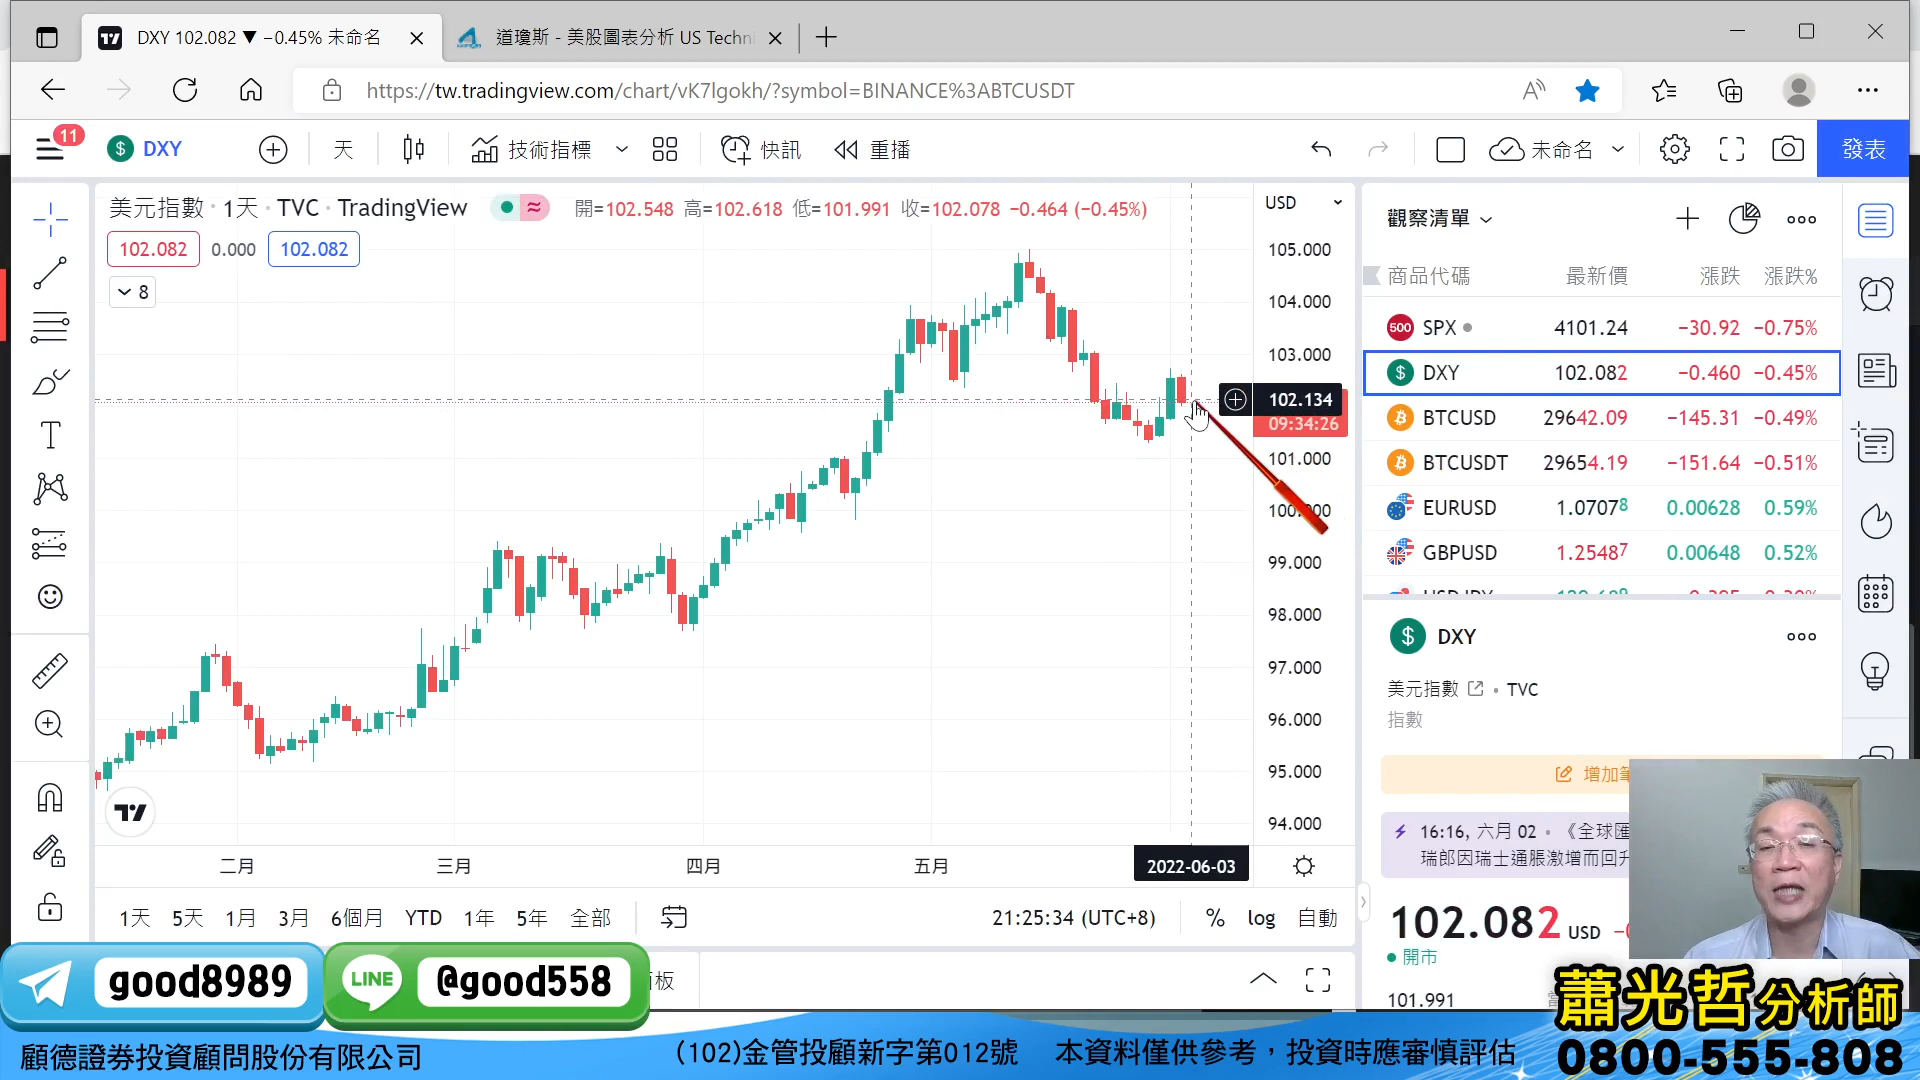 DXY 102.082 ▼ −0.45% 未命名
道瓊斯 - 美股圖表分析 US Techni
https://tw.tradingview.com/chart/vK7lgokh/?symbol=BINANCE%3ABTCUSDT
11
DXY
天
技術指標
快訊
重播
未命名
發表
美元指數 · 1天 · TVC · TradingView
開=102.548 高=102.618 低=101.991 收=102.078 −0.464 (−0.45%)
102.082 0.000 102.082
8
USD
105.000
104.000
103.000
102.134
09:34:26
101.000
100.000
99.000
98.000
97.000
96.000
95.000
94.000
二月
三月
四月
五月
2022-06-03
1天 5天 1月 3月 6個月 YTD 1年 5年 全部
21:25:34 (UTC+8)
% log 自動
觀察清單
商品代碼 最新價 漲跌 漲跌%
500 SPX 4101.24 −30.92 −0.75%
DXY 102.082 −0.460 −0.45%
BTCUSD 29642.09 −145.31 −0.49%
BTCUSDT 29654.19 −151.64 −0.51%
EURUSD 1.07078 0.00628 0.59%
GBPUSD 1.25487 0.00648 0.52%
DXY
美元指數 · TVC
指數
增加筆
16:16, 六月 02 · 《全球匯
瑞郎因瑞士通脹激增而回升
102.082 USD
開市
101.991
good8989
LINE @good558
板
蕭光哲分析師
0800-555-808
顧德證券投資顧問股份有限公司
(102)金管投顧新字第012號
本資料僅供參考，投資時應審慎評估